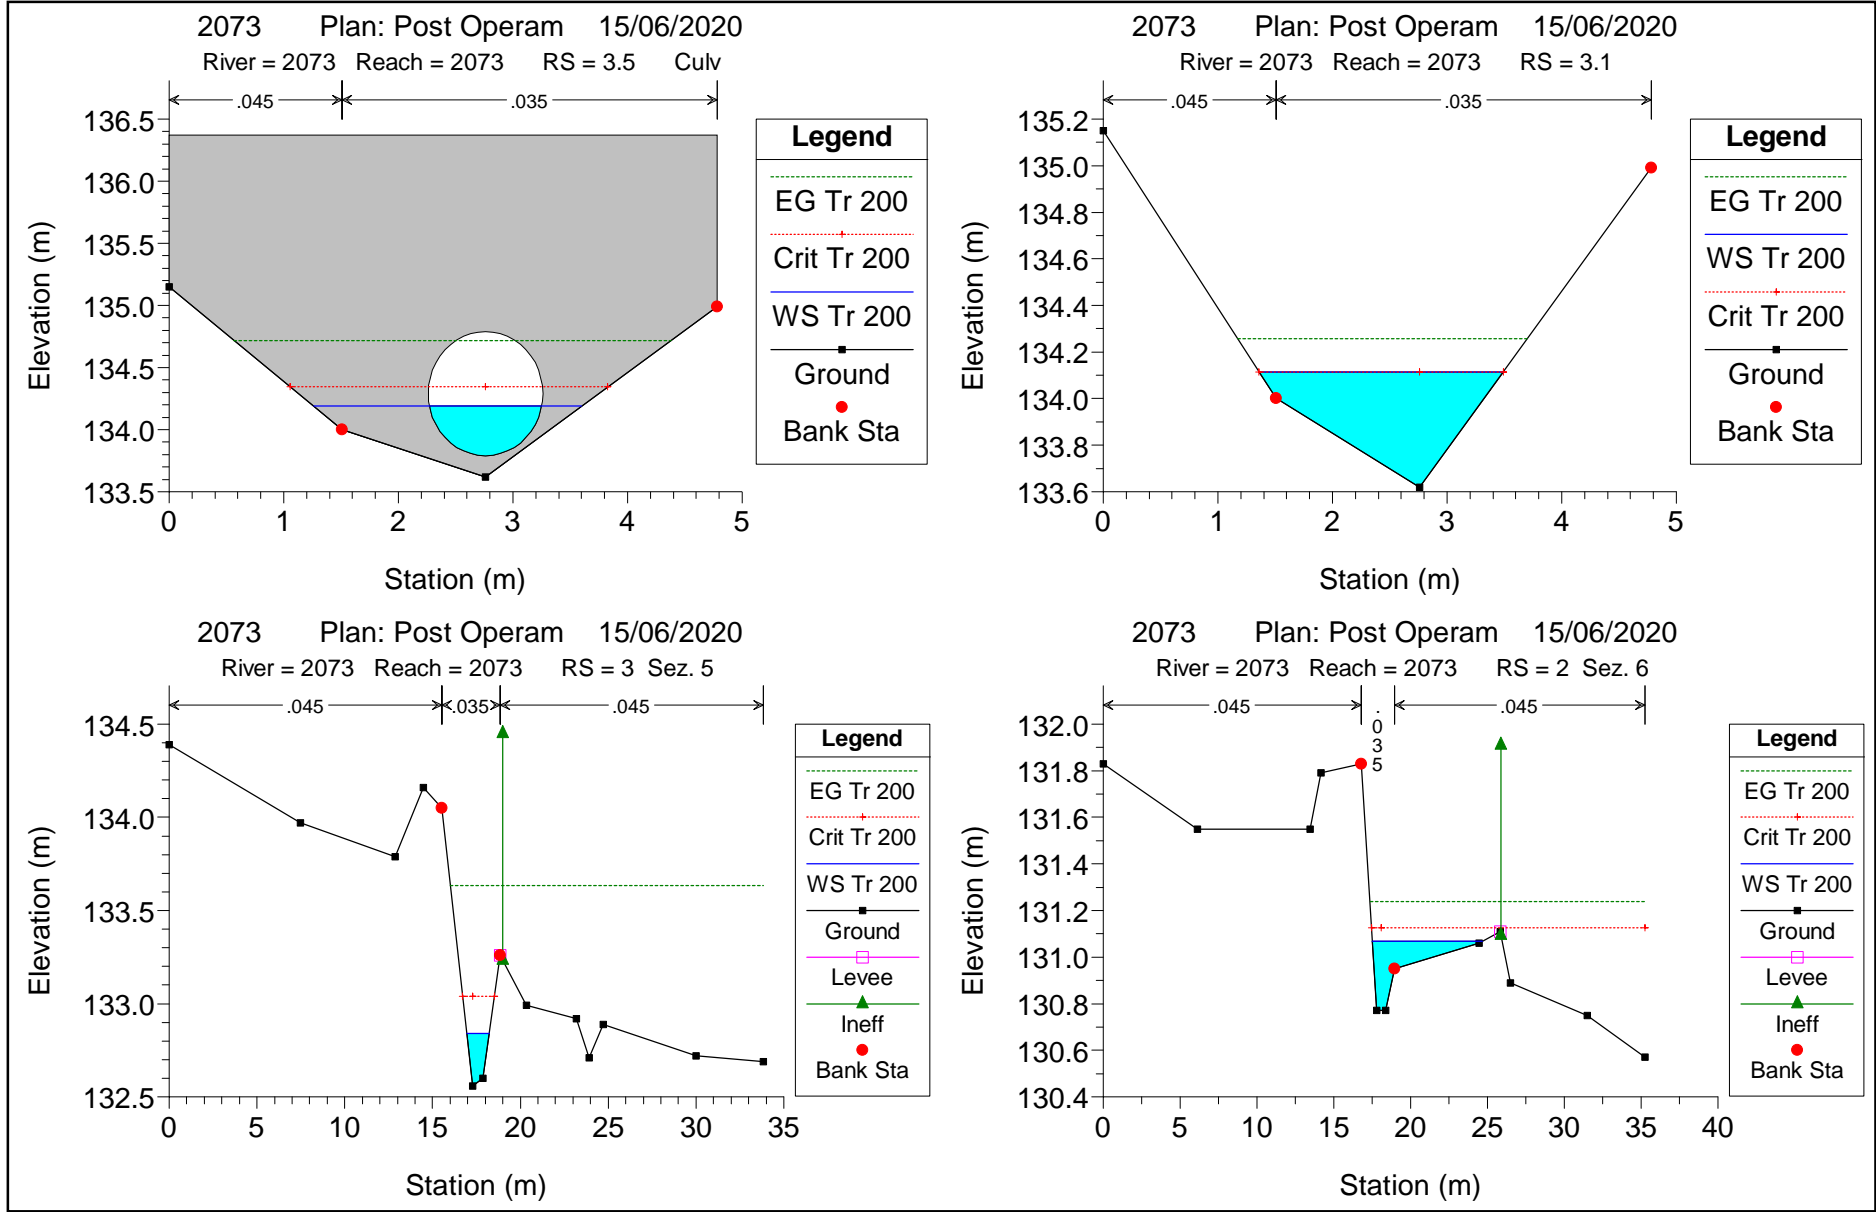 2073 Plan: Post Operam 15/06/2020
River = 2073 Reach = 2073 RS = 3.5 Culv
.045 .035
136.5
136.0
135.5
135.0
134.5
134.0
133.5
0 1 2 3 4 5
Station (m)
Elevation (m)
Legend
EG Tr 200
Crit Tr 200
WS Tr 200
Ground
Bank Sta
2073 Plan: Post Operam 15/06/2020
River = 2073 Reach = 2073 RS = 3.1
.045 .035
135.2
135.0
134.8
134.6
134.4
134.2
134.0
133.8
133.6
0 1 2 3 4 5
Station (m)
Elevation (m)
Legend
EG Tr 200
WS Tr 200
Crit Tr 200
Ground
Bank Sta
2073 Plan: Post Operam 15/06/2020
River = 2073 Reach = 2073 RS = 3 Sez. 5
.045 .035 .045
134.5
134.0
133.5
133.0
132.5
0 5 10 15 20 25 30 35
Station (m)
Elevation (m)
Legend
EG Tr 200
Crit Tr 200
WS Tr 200
Ground
Levee
Ineff
Bank Sta
2073 Plan: Post Operam 15/06/2020
River = 2073 Reach = 2073 RS = 2 Sez. 6
.045 .035 .045
132.0
131.8
131.6
131.4
131.2
131.0
130.8
130.6
130.4
0 5 10 15 20 25 30 35 40
Station (m)
Elevation (m)
Legend
EG Tr 200
Crit Tr 200
WS Tr 200
Ground
Levee
Ineff
Bank Sta